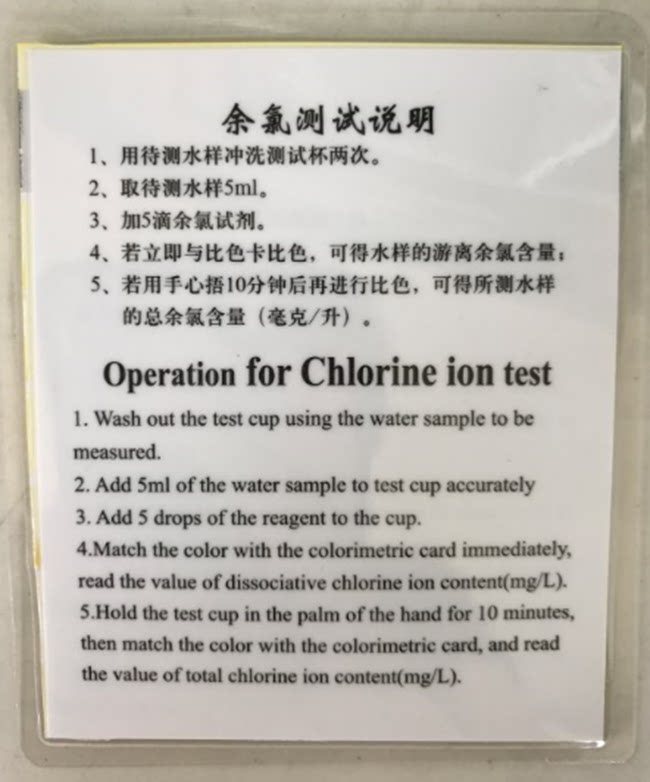 余氯测试说明
1、用待测水样冲洗测试杯两次。
2、取待测水样5ml。
3、加5滴余氯试剂。
4、若立即与比色卡比色，可得水样的游离余氯含量；
5、若用手心捂10分钟后再进行比色，可得所测水样
的总余氯含量（毫克/升）。
Operation for Chlorine ion test
1. Wash out the test cup using the water sample to be
measured.
2. Add 5ml of the water sample to test cup accurately
3. Add 5 drops of the reagent to the cup.
4.Match the color with the colorimetric card immediately,
read the value of dissociative chlorine ion content(mg/L).
5.Hold the test cup in the palm of the hand for 10 minutes,
then match the color with the colorimetric card, and read
the value of total chlorine ion content(mg/L).